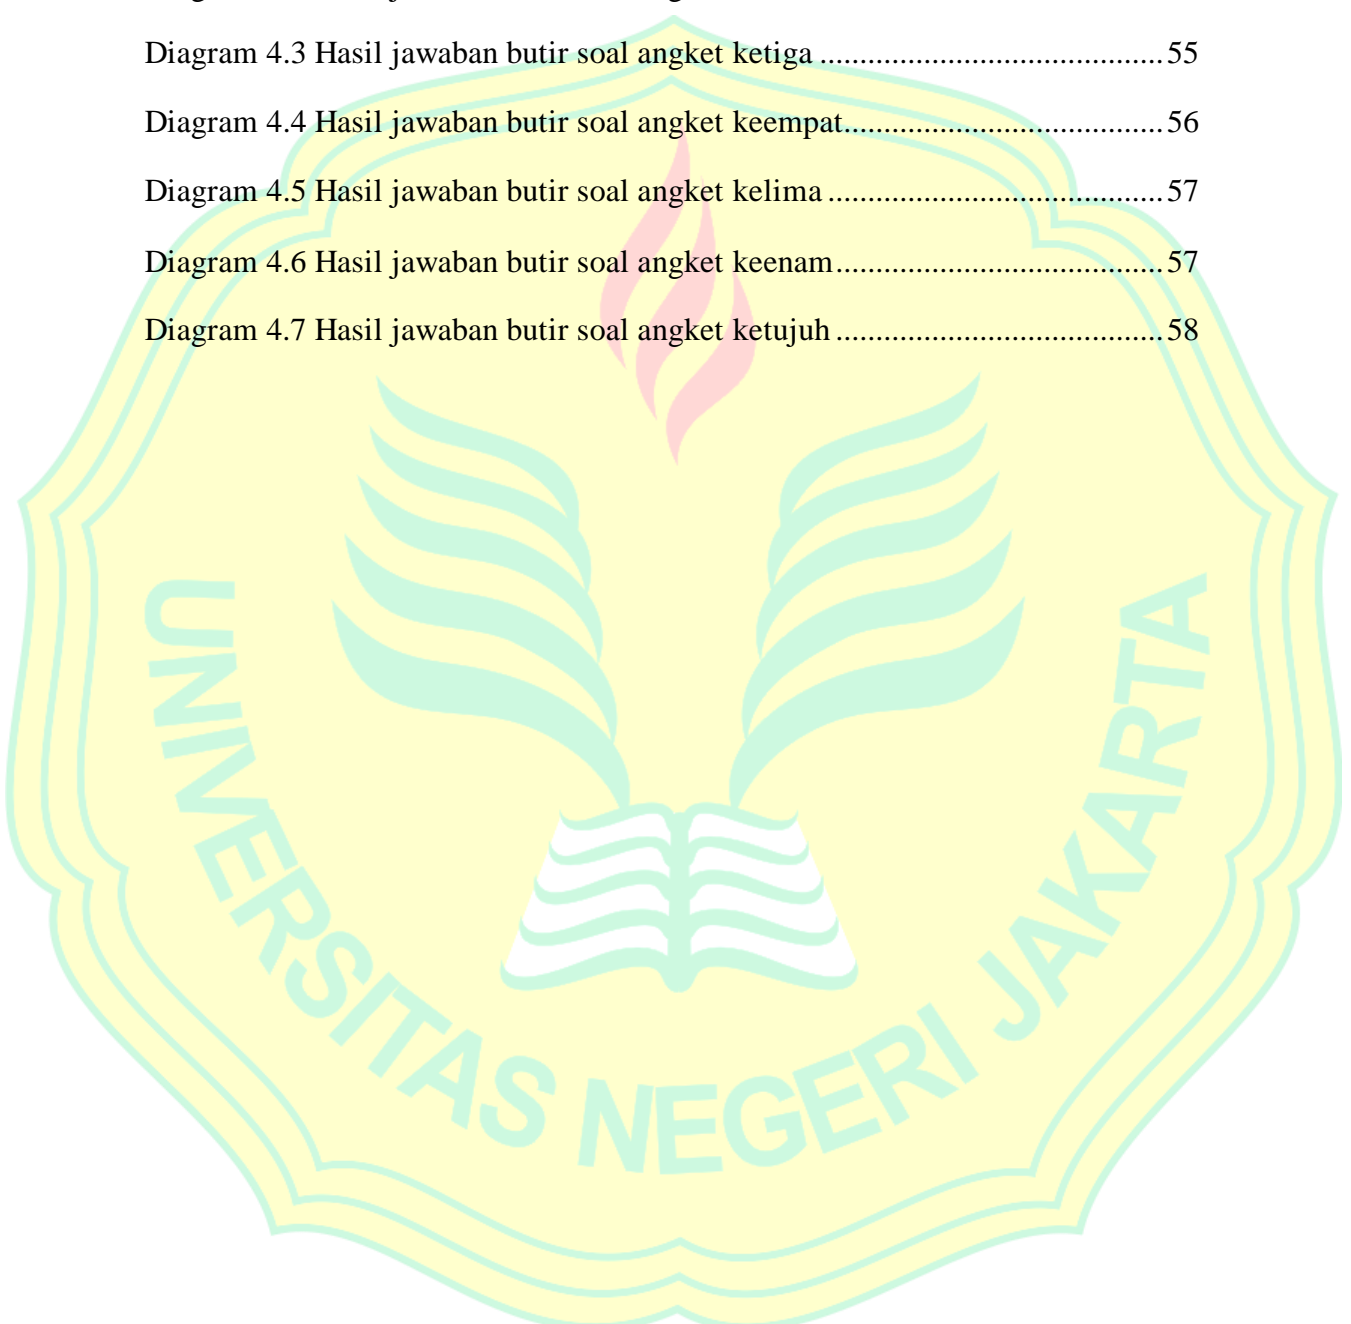 Diagram 4.3 Hasil jawaban butir soal angket ketiga ........................................... 55
Diagram 4.4 Hasil jawaban butir soal angket keempat........................................ 56
Diagram 4.5 Hasil jawaban butir soal angket kelima .......................................... 57
Diagram 4.6 Hasil jawaban butir soal angket keenam......................................... 57
Diagram 4.7 Hasil jawaban butir soal angket ketujuh ......................................... 58
UNIVERSITAS NEGERI JAKARTA